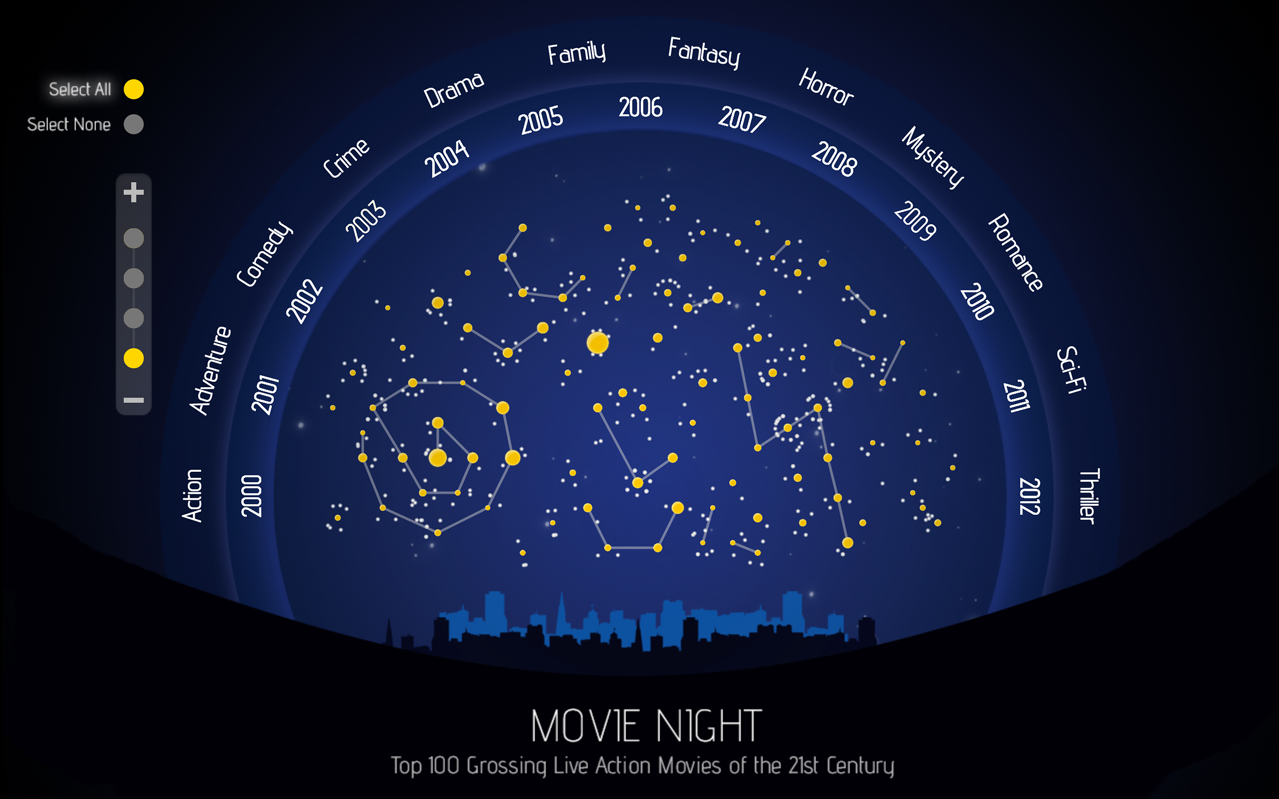 Select All
Select None
+
−
Action
Adventure
Comedy
Crime
Drama
Family
Fantasy
Horror
Mystery
Romance
Sci-Fi
Thriller
2000
2001
2002
2003
2004
2005
2006
2007
2008
2009
2010
2011
2012
MOVIE NIGHT
Top 100 Grossing Live Action Movies of the 21st Century